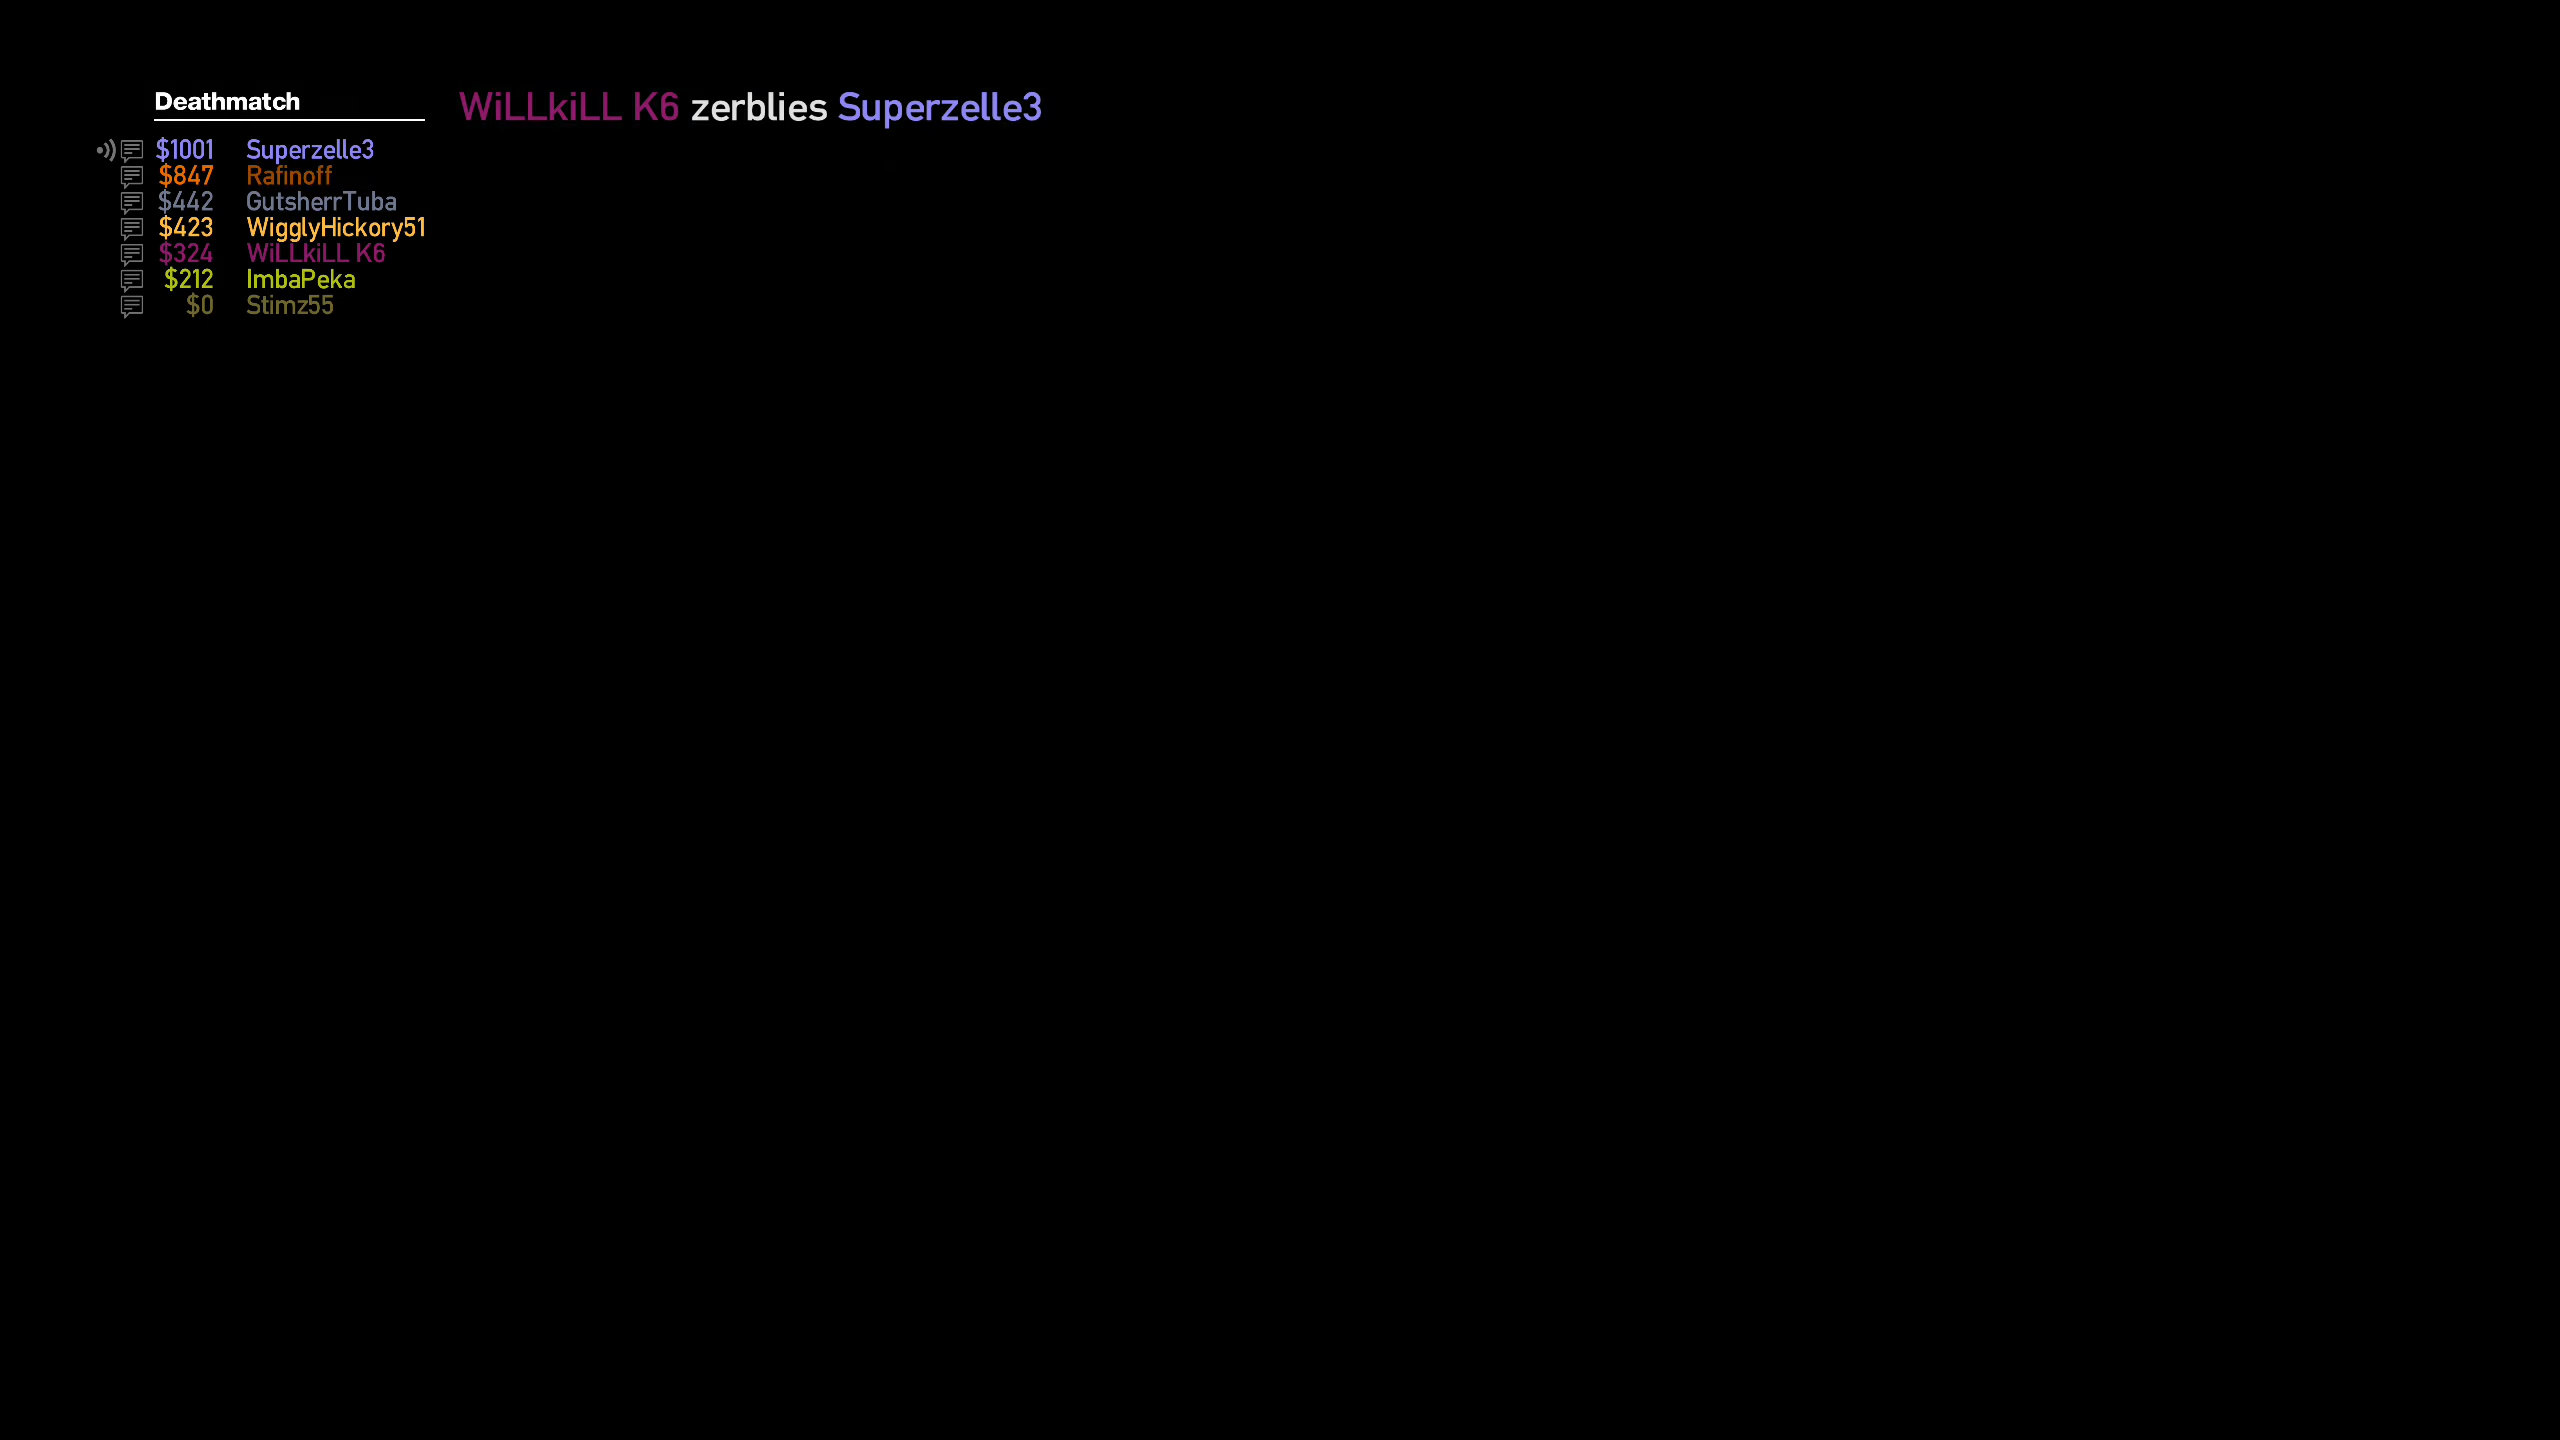 Deathmatch
WiLLkiLL K6 zerblies Superzelle3
$1001 Superzelle3
$847 Rafinoff
$442 GutsherrTuba
$423 WigglyHickory51
$324 WiLLkiLL K6
$212 ImbaPeka
$0 Stimz55